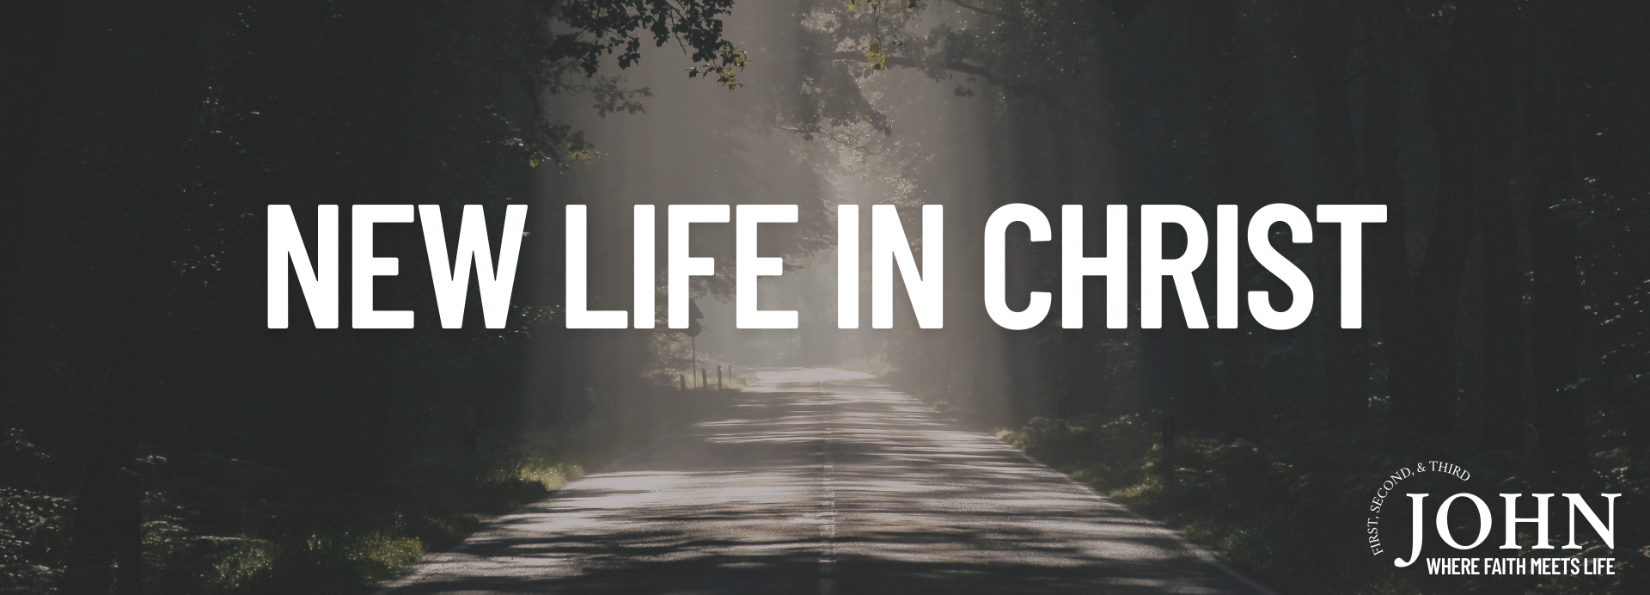 NEW LIFE IN CHRIST
FIRST, SECOND, & THIRD
JOHN
WHERE FAITH MEETS LIFE